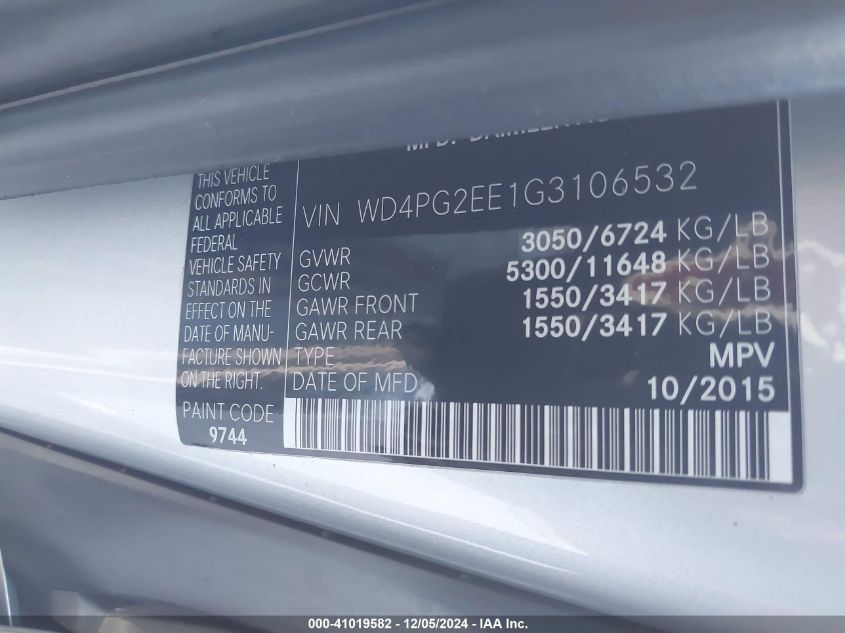 MFD.
THIS VEHICLE
CONFORMS TO
ALL APPLICABLE
FEDERAL
VEHICLE SAFETY
STANDARDS IN
EFFECT ON THE
DATE OF MANU-
FACTURE SHOWN
ON THE RIGHT.
PAINT CODE
9744
VIN WD4PG2EE1G3106532
GVWR 3050/6724 KG/LB
GCWR 5300/11648 KG/LB
GAWR FRONT 1550/3417 KG/LB
GAWR REAR 1550/3417 KG/LB
TYPE MPV
DATE OF MFD 10/2015
000-41019582 - 12/05/2024 - IAA Inc.